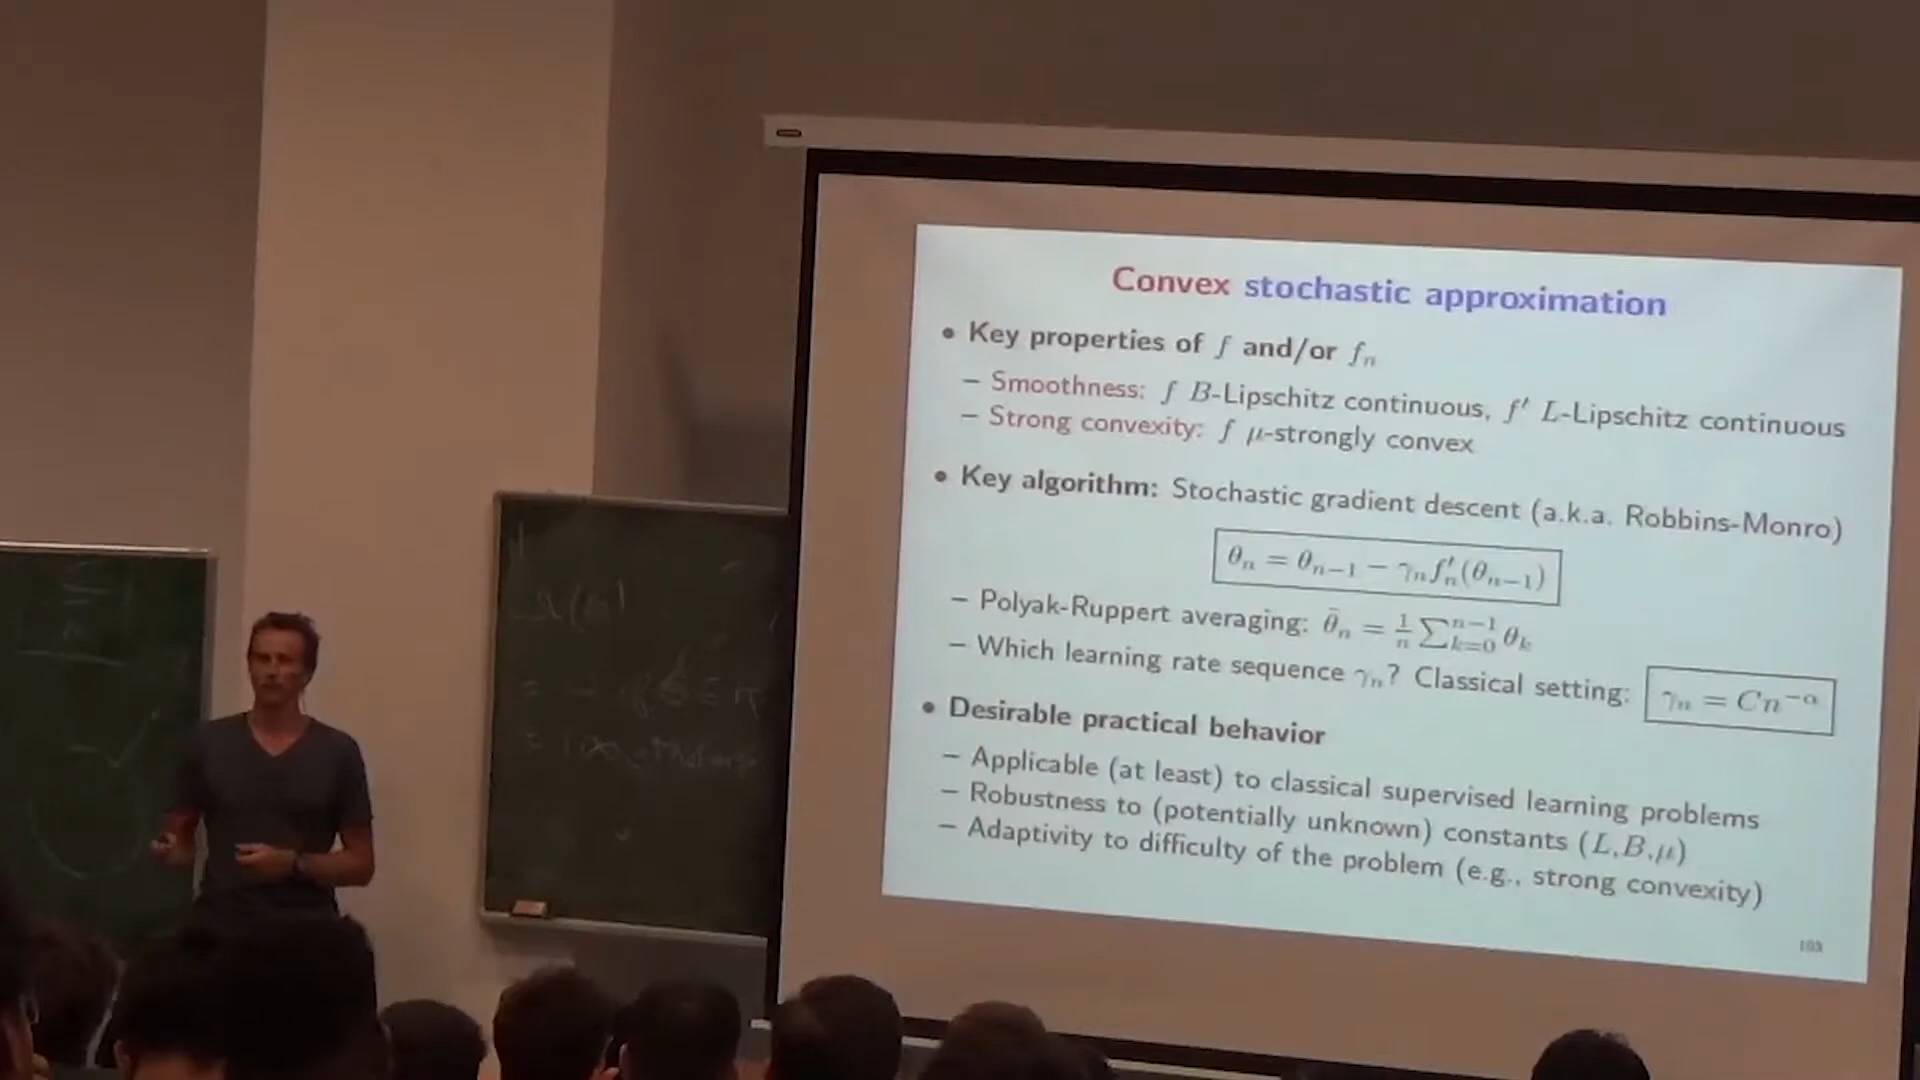 Convex stochastic approximation
• Key properties of f and/or fₙ
– Smoothness: f B-Lipschitz continuous, f′ L-Lipschitz continuous
– Strong convexity: f μ-strongly convex
• Key algorithm: Stochastic gradient descent (a.k.a. Robbins-Monro)
θₙ = θₙ₋₁ − γₙfₙ′(θₙ₋₁)
– Polyak-Ruppert averaging: θ̄ₙ = 1/n ∑ₖ₌₀ⁿ⁻¹ θₖ
– Which learning rate sequence γₙ? Classical setting: γₙ = Cn^−α
• Desirable practical behavior
– Applicable (at least) to classical supervised learning problems
– Robustness to (potentially unknown) constants (L,B,μ)
– Adaptivity to difficulty of the problem (e.g., strong convexity)